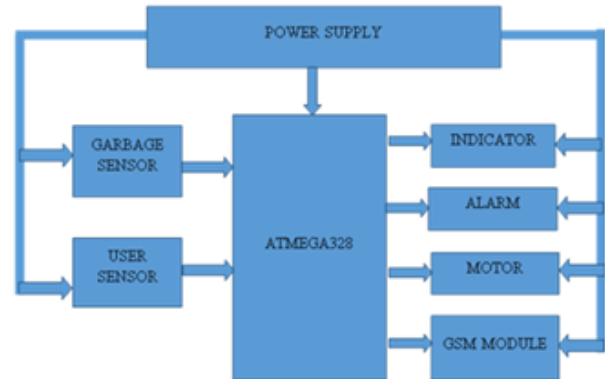 POWER SUPPLY
GARBAGE
SENSOR
USER
SENSOR
ATMEGA328
INDICATOR
ALARM
MOTOR
GSM MODULE